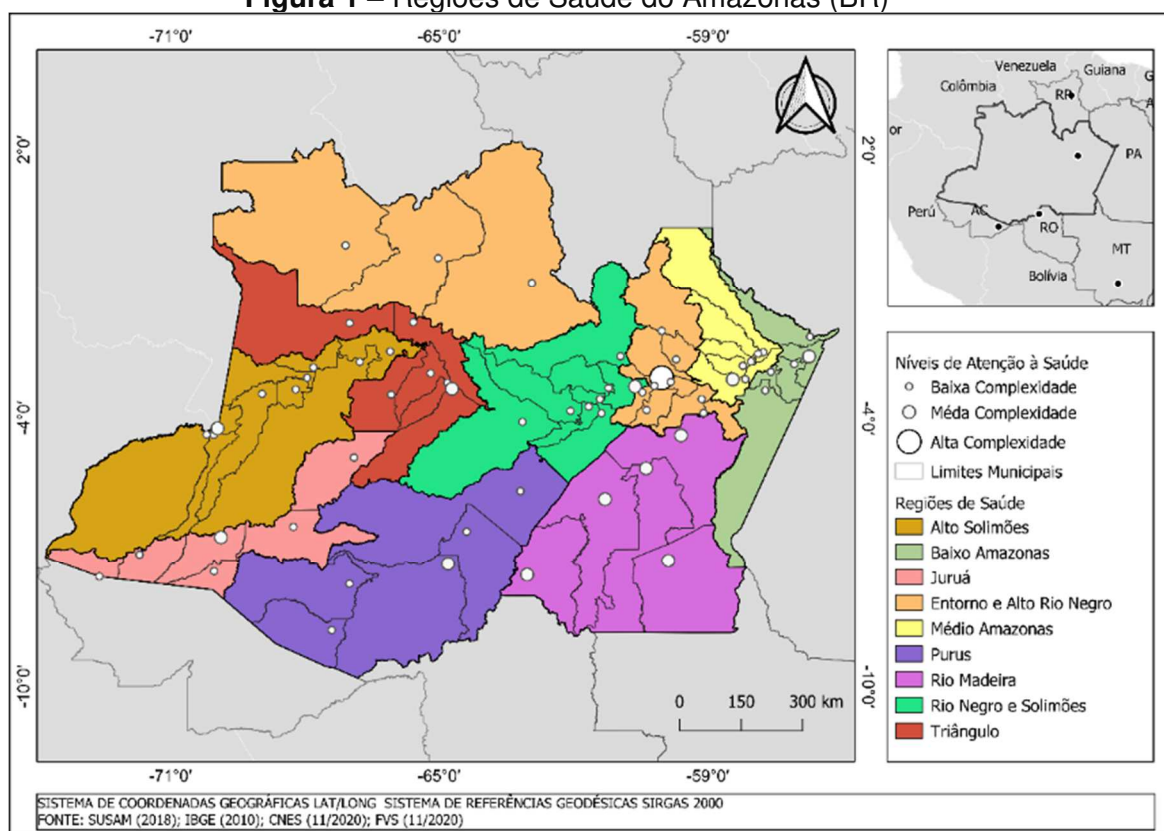 Figura 1 – Regiões de Saúde do Amazonas (BR)
-71°0' -65°0' -59°0'
2°0' 2°0'
-4°0' -4°0'
-10°0' -10°0'
-71°0' -65°0' -59°0'
0 150 300 km
Venezuela
Guiana
G
Colômbia
RR
A
or
PA
Perú
AC
RO
MT
Bolívia
Níveis de Atenção à Saúde
Baixa Complexidade
Méda Complexidade
Alta Complexidade
Limites Municipais
Regiões de Saúde
Alto Solimões
Baixo Amazonas
Juruá
Entorno e Alto Rio Negro
Médio Amazonas
Purus
Rio Madeira
Rio Negro e Solimões
Triângulo
SISTEMA DE COORDENADAS GEOGRÁFICAS LAT/LONG SISTEMA DE REFERÊNCIAS GEODÉSICAS SIRGAS 2000
FONTE: SUSAM (2018); IBGE (2010); CNES (11/2020); FVS (11/2020)